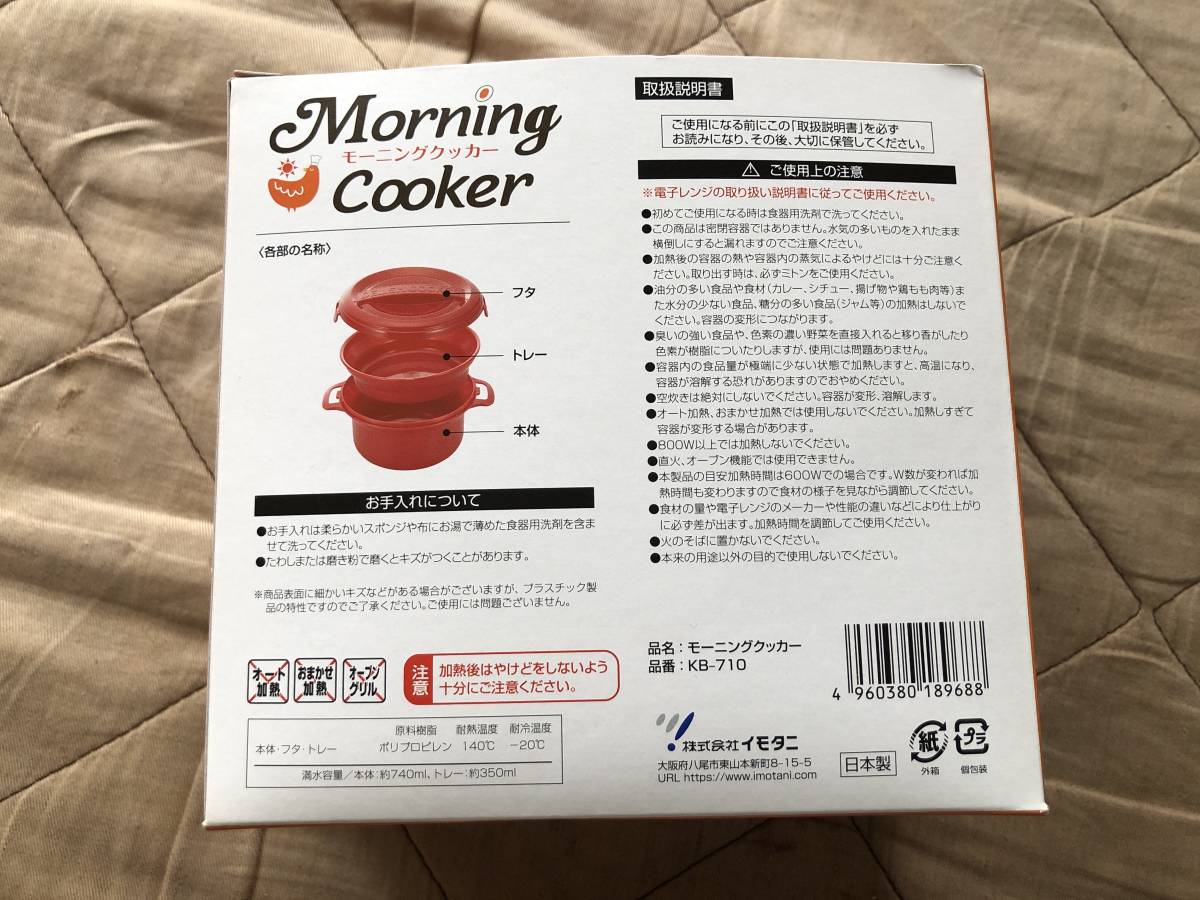 Morning
モーニングクッカー
Cooker
〈各部の名称〉
フタ
トレー
本体
お手入れについて
●お手入れは柔らかいスポンジや布にお湯で薄めた食器用洗剤を含ま
せて洗ってください。
●たわしまたは磨き粉で磨くとキズがつくことがあります。
※商品表面に細かいキズなどがある場合がございますが、プラスチック製
品の特性ですのでご了承ください。ご使用には問題ございません。
オート
加熱
おまかせ
加熱
オーブン
グリル
注意
加熱後はやけどをしないよう
十分にご注意ください。
原料樹脂 耐熱温度 耐冷温度
本体・フタ・トレー ポリプロピレン 140℃ －20℃
満水容量／本体：約740ml、トレー：約350ml
取扱説明書
ご使用になる前にこの「取扱説明書」を必ず
お読みになり、その後、大切に保管してください。
⚠ ご使用上の注意
※電子レンジの取り扱い説明書に従ってご使用ください。
●初めてご使用になる時は食器用洗剤で洗ってください。
●この商品は密閉容器ではありません。水気の多いものを入れたまま
横倒しにすると漏れますのでご注意ください。
●加熱後の容器の熱や容器内の蒸気によるやけどには十分ご注意く
ださい。取り出す時は、必ずミトンをご使用ください。
●油分の多い食品や食材（カレー、シチュー、揚げ物や鶏もも肉等）ま
た水分の少ない食品、糖分の多い食品（ジャム等）の加熱はしないで
ください。容器の変形につながります。
●臭いの強い食品や、色素の濃い野菜を直接入れると移り香がしたり
色素が樹脂についたりしますが、使用には問題ありません。
●容器内の食品量が極端に少ない状態で加熱しますと、高温になり、
容器が溶解する恐れがありますのでおやめください。
●空炊きは絶対にしないでください。容器が変形、溶解します。
●オート加熱、おまかせ加熱では使用しないでください。加熱しすぎて
容器が変形する場合があります。
●800W以上では加熱しないでください。
●直火、オーブン機能では使用できません。
●本製品の目安加熱時間は600Wでの場合です。W数が変われば加
熱時間も変わりますので食材の様子を見ながら調節してください。
●食材の量や電子レンジのメーカーや性能の違いなどにより仕上がり
に必ず差が出ます。加熱時間を調節してご使用ください。
●火のそばに置かないでください。
●本来の用途以外の目的で使用しないでください。
品名：モーニングクッカー
品番：KB-710
4 960380 189688
株式会社イモタニ
大阪府八尾市東山本新町8-15-5
URL https://www.imotani.com
日本製
紙
外箱
プラ
個包装